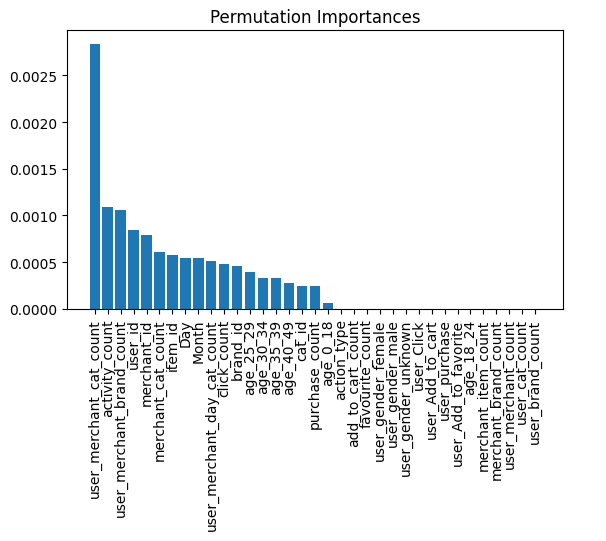 Permutation Importances
0.0025
0.0020
0.0015
0.0010
0.0005
0.0000
user_merchant_cat_count
activity_count
user_merchant_brand_count
user_id
merchant_id
merchant_cat_count
item_id
Day
Month
user_merchant_day_cat_count
click_count
brand_id
age_25_29
age_30_34
age_35_39
age_40_49
cat_id
purchase_count
age_0_18
action_type
add_to_cart_count
favourite_count
user_gender_female
user_gender_male
user_gender_unknown
user_Click
user_Add_to_cart
user_purchase
user_Add_to_favorite
age_18_24
merchant_item_count
merchant_brand_count
user_merchant_count
user_cat_count
user_brand_count